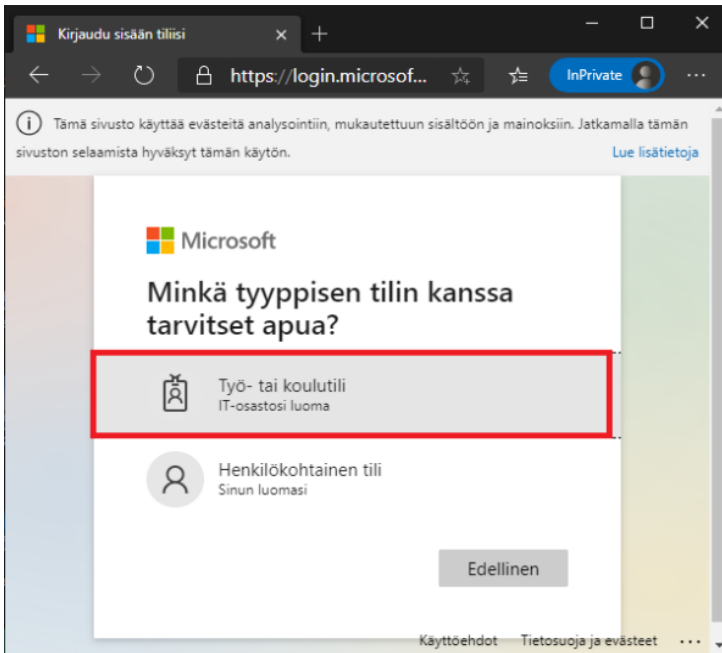 Kirjaudu sisään tiliisi
https://login.microsof...
InPrivate
Tämä sivusto käyttää evästeitä analysointiin, mukautettuun sisältöön ja mainoksiin. Jatkamalla tämän
sivuston selaamista hyväksyt tämän käytön.
Lue lisätietoja
Microsoft
Minkä tyyppisen tilin kanssa
tarvitset apua?
Työ- tai koulutili
IT-osastosi luoma
Henkilökohtainen tili
Sinun luomasi
Edellinen
Käyttöehdot
Tietosuoja ja evästeet
...